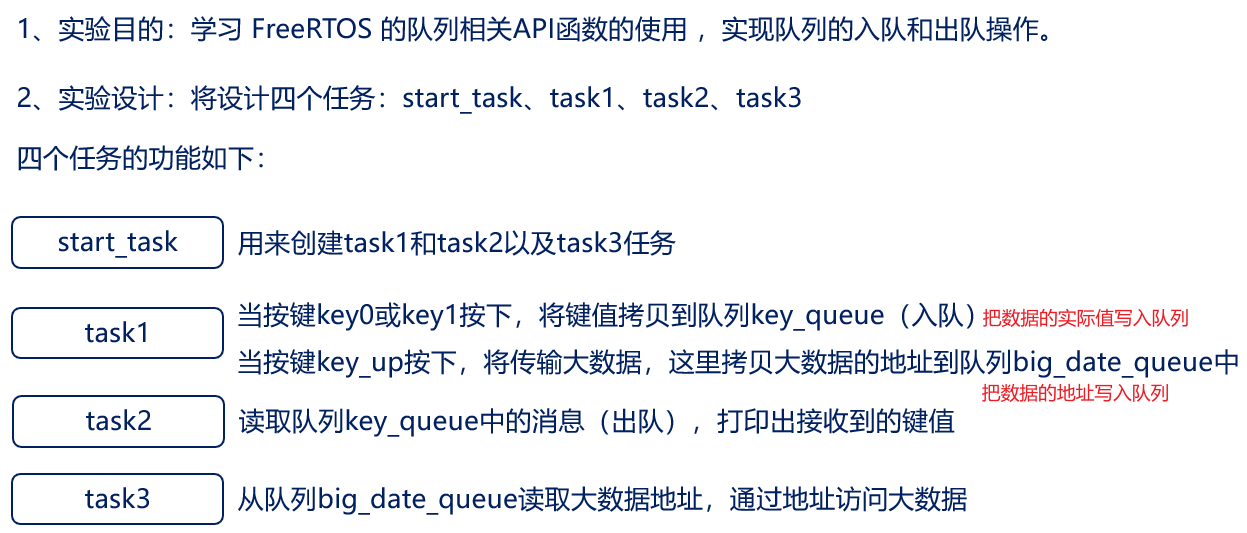 1、实验目的：学习 FreeRTOS 的队列相关API函数的使用 ，实现队列的入队和出队操作。
2、实验设计：将设计四个任务：start_task、task1、task2、task3
四个任务的功能如下：
start_task 用来创建task1和task2以及task3任务
task1
当按键key0或key1按下，将键值拷贝到队列key_queue（入队） 把数据的实际值写入队列
当按键key_up按下，将传输大数据，这里拷贝大数据的地址到队列big_date_queue中
把数据的地址写入队列
task2 读取队列key_queue中的消息（出队），打印出接收到的键值
task3 从队列big_date_queue读取大数据地址，通过地址访问大数据